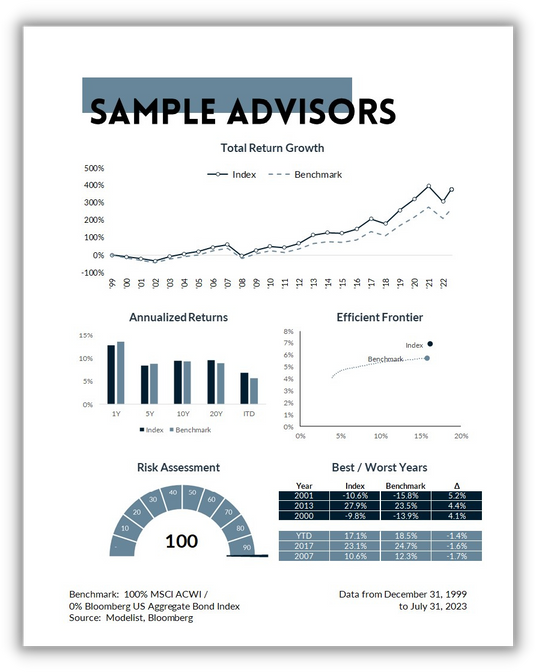 SAMPLE ADVISORS
Total Return Growth
Index Benchmark
500%
400%
300%
200%
100%
0%
-100%
'99 '00 '01 '02 '03 '04 '05 '06 '07 '08 '09 '10 '11 '12 '13 '14 '15 '16 '17 '18 '19 '20 '21 '22
Annualized Returns
15%
10%
5%
0%
1Y 5Y 10Y 20Y ITD
Index Benchmark
Efficient Frontier
8%
7%
6%
5%
4%
3%
2%
1%
0%
Index
Benchmark
0% 5% 10% 15% 20%
Risk Assessment
- 10 20 30 40 50 60 70 80 90
100
Best / Worst Years
Year Index Benchmark Δ
2001 -10.6% -15.8% 5.2%
2013 27.9% 23.5% 4.4%
2000 -9.8% -13.9% 4.1%
YTD 17.1% 18.5% -1.4%
2017 23.1% 24.7% -1.6%
2007 10.6% 12.3% -1.7%
Benchmark: 100% MSCI ACWI /
0% Bloomberg US Aggregate Bond Index
Source: Modelist, Bloomberg
Data from December 31, 1999
to July 31, 2023